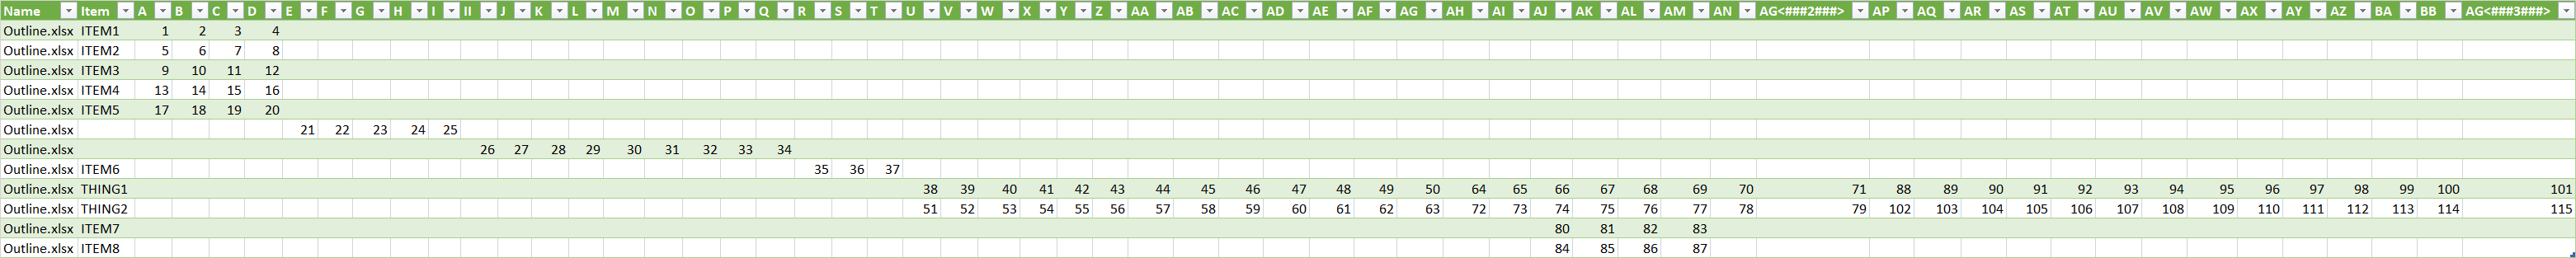 Name Item A B C D E F G H I II J K L M N O P Q R S T U V W X Y Z AA AB AC AD AE AF AG AH AI AJ AK AL AM AN AG<###2###> AP AQ AR AS AT AU AV AW AX AY AZ BA BB AG<###3###>
Outline.xlsx ITEM1 1 2 3 4
Outline.xlsx ITEM2 5 6 7 8
Outline.xlsx ITEM3 9 10 11 12
Outline.xlsx ITEM4 13 14 15 16
Outline.xlsx ITEM5 17 18 19 20
Outline.xlsx 21 22 23 24 25
Outline.xlsx 26 27 28 29 30 31 32 33 34
Outline.xlsx ITEM6 35 36 37
Outline.xlsx THING1 38 39 40 41 42 43 44 45 46 47 48 49 50 64 65 66 67 68 69 70 71 88 89 90 91 92 93 94 95 96 97 98 99 100 101
Outline.xlsx THING2 51 52 53 54 55 56 57 58 59 60 61 62 63 72 73 74 75 76 77 78 79 102 103 104 105 106 107 108 109 110 111 112 113 114 115
Outline.xlsx ITEM7 80 81 82 83
Outline.xlsx ITEM8 84 85 86 87